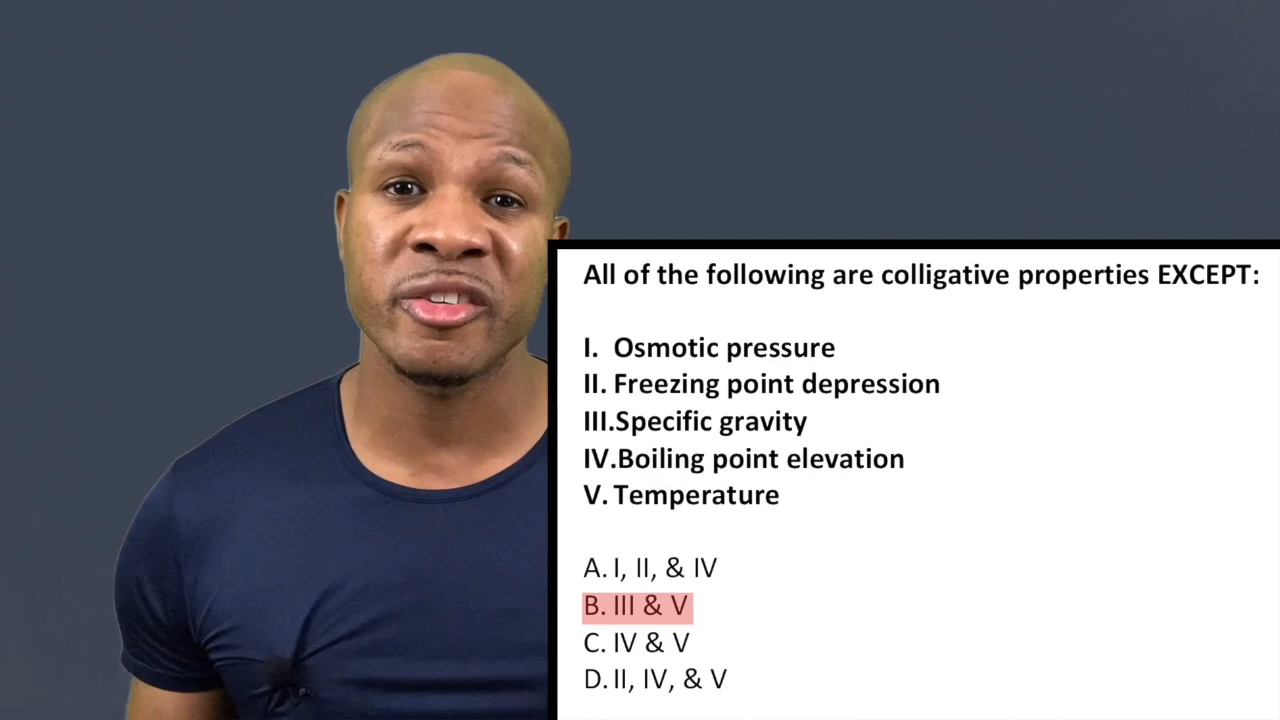 All of the following are colligative properties EXCEPT:
I. Osmotic pressure
II. Freezing point depression
III.Specific gravity
IV.Boiling point elevation
V. Temperature
A. I, II, & IV
B. III & V
C. IV & V
D. II, IV, & V